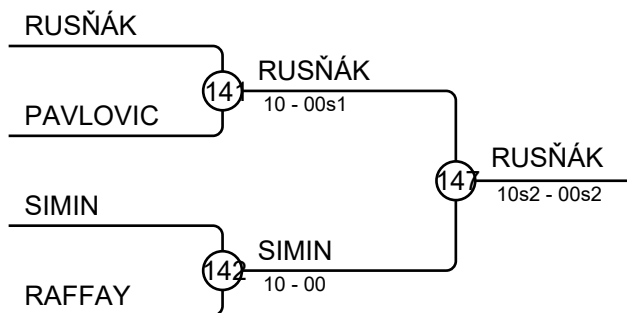 RUSŇÁK
141
RUSŇÁK
10 - 00s1
PAVLOVIC
147
RUSŇÁK
10s2 - 00s2
SIMIN
142
SIMIN
10 - 00
RAFFAY